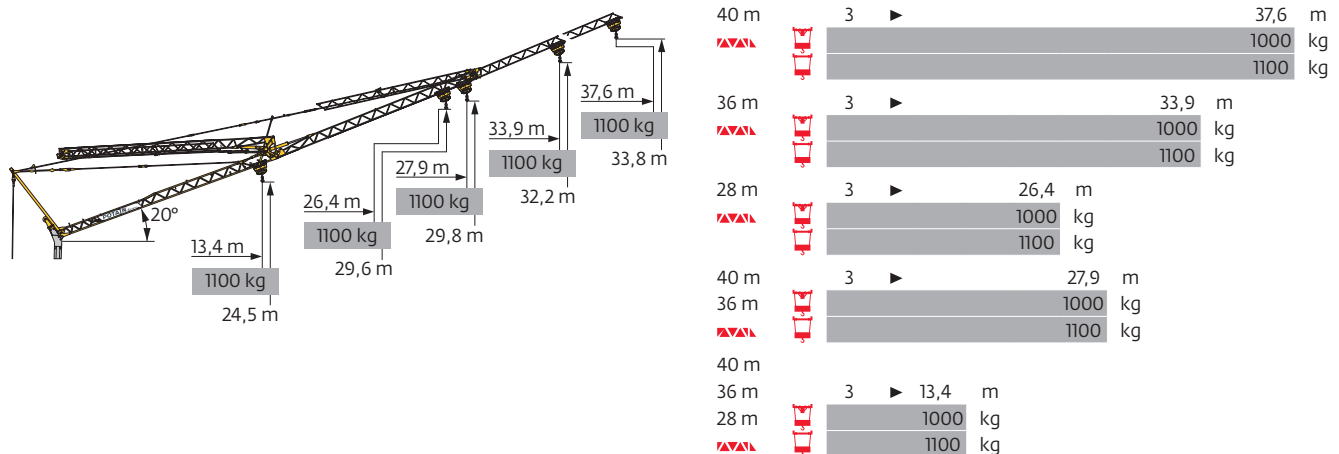 37,6 m
1100 kg
33,8 m
33,9 m
1100 kg
32,2 m
27,9 m
1100 kg
29,8 m
26,4 m
1100 kg
29,6 m
20°
13,4 m
1100 kg
24,5 m
40 m 3 ► 37,6 m
1000 kg
1100 kg
36 m 3 ► 33,9 m
1000 kg
1100 kg
28 m 3 ► 26,4 m
1000 kg
1100 kg
40 m 3 ► 27,9 m
36 m 1000 kg
1100 kg
40 m
36 m 3 ► 13,4 m
28 m 1000 kg
1100 kg